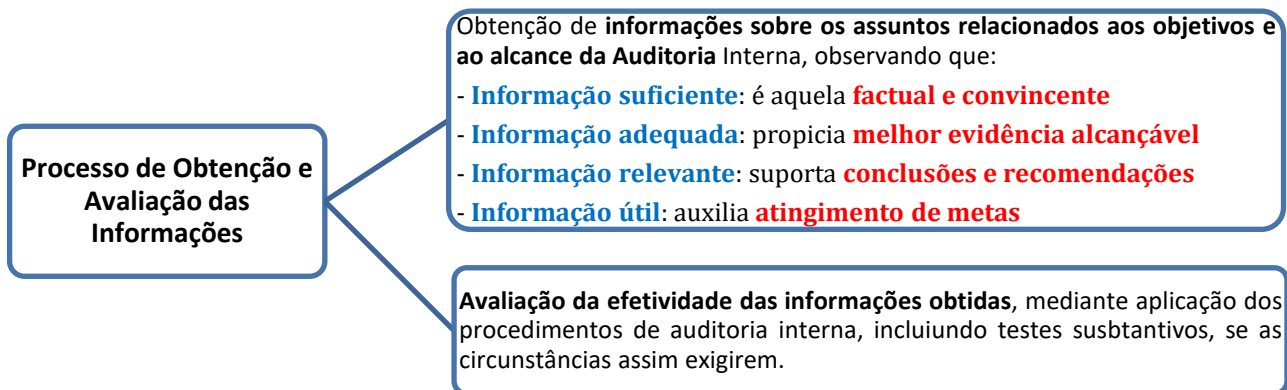 Processo de Obtenção e
Avaliação das
Informações
Obtenção de informações sobre os assuntos relacionados aos objetivos e
ao alcance da Auditoria Interna, observando que:
- Informação suficiente: é aquela factual e convincente
- Informação adequada: propicia melhor evidência alcançável
- Informação relevante: suporta conclusões e recomendações
- Informação útil: auxilia atingimento de metas
Avaliação da efetividade das informações obtidas, mediante aplicação dos
procedimentos de auditoria interna, incluiundo testes susbtantivos, se as
circunstâncias assim exigirem.